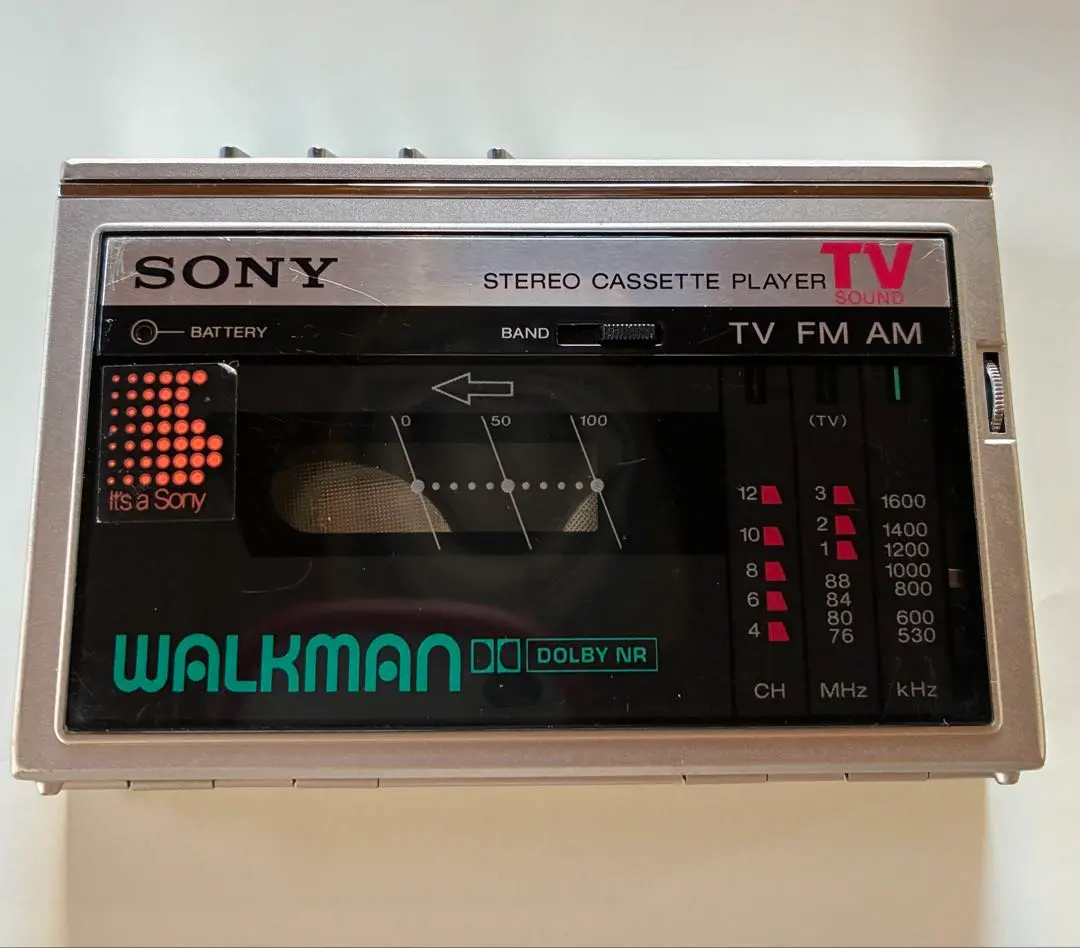 SONY
STEREO CASSETTE PLAYER TV SOUND
BATTERY
BAND
TV FM AM
It's a Sony
0 50 100
(TV)
12 3 1600
10 2 1400
1 1200
8 88 1000
6 84 800
80 600
4 76 530
CH MHz kHz
WALKMAN DOLBY NR